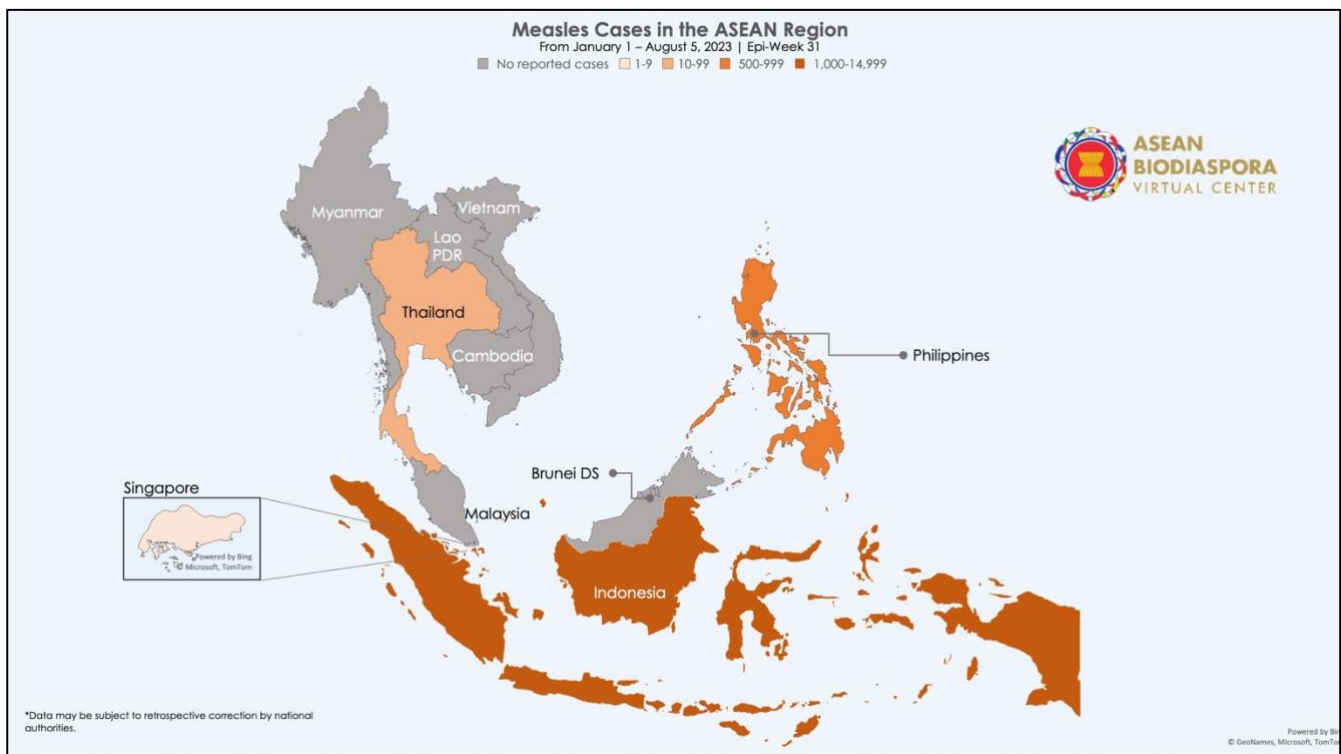 Measles Cases in the ASEAN Region
From January 1 – August 5, 2023 | Epi-Week 31
No reported cases 1-9 10-99 500-999 1,000-14,999
ASEAN
BIODIASPORA
VIRTUAL CENTER
Myanmar
Vietnam
Lao
PDR
Thailand
Cambodia
Philippines
Brunei DS
Singapore
Malaysia
Powered by Bing
© Microsoft, TomTom
Indonesia
*Data may be subject to retrospective correction by national
authorities.
Powered by Bing
© GeoNames, Microsoft, TomTom